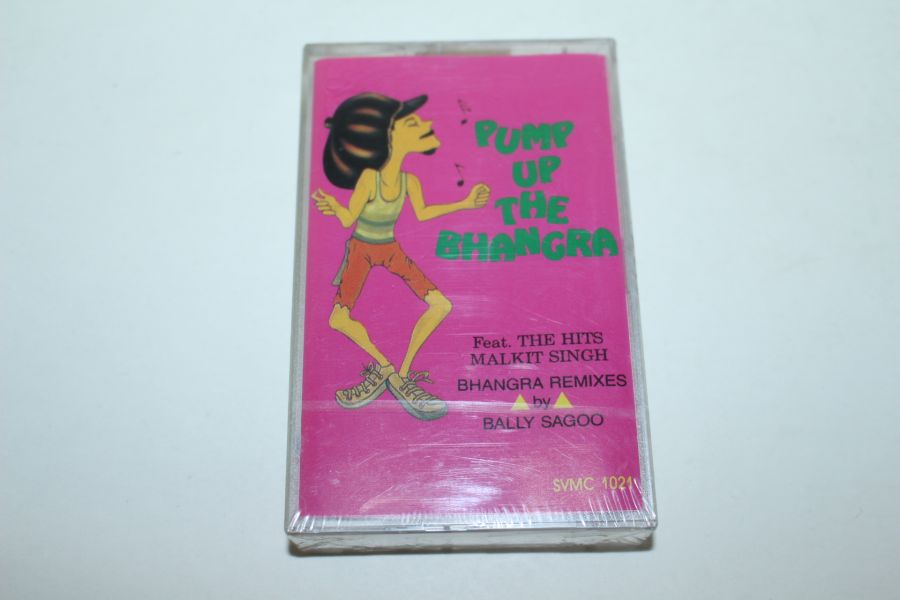 PUMP
UP
THE
BHANGRA
Feat. THE HITS
MALKIT SINGH
BHANGRA REMIXES
by
BALLY SAGOO
SVMC 1021